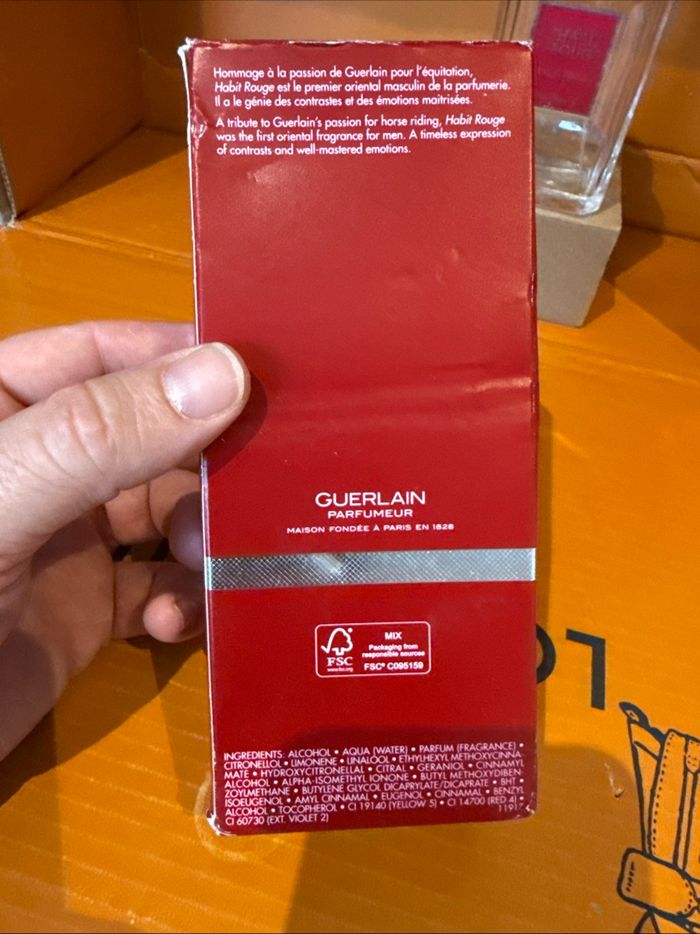 Hommage à la passion de Guerlain pour l'équitation,
Habit Rouge est le premier oriental masculin de la parfumerie.
Il a le génie des contrastes et des émotions maitrisées.
A tribute to Guerlain's passion for horse riding, Habit Rouge
was the first oriental fragrance for men. A timeless expression
of contrasts and well-mastered emotions.
GUERLAIN
PARFUMEUR
MAISON FONDÉE À PARIS EN 1828
FSC
www.fsc.org
MIX
Packaging from
responsible sources
FSC® C095159
INGREDIENTS: ALCOHOL • AQUA (WATER) • PARFUM (FRAGRANCE) •
CITRONELLOL • LIMONENE • LINALOOL • ETHYLHEXYL METHOXYCINNA-
MATE • HYDROXYCITRONELLAL • CITRAL • GERANIOL • CINNAMYL
ALCOHOL • ALPHA-ISOMETHYL IONONE • BUTYL METHOXYDIBEN-
ZOYLMETHANE • BUTYLENE GLYCOL DICAPRYLATE/DICAPRATE • BHT •
ISOEUGENOL • AMYL CINNAMAL • EUGENOL • CINNAMAL • BENZYL
ALCOHOL • TOCOPHEROL • CI 19140 (YELLOW 5) • CI 14700 (RED 4) •
CI 60730 (EXT. VIOLET 2)